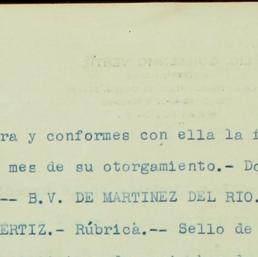 ra y conformes con ella la f
mes de su otorgamiento.- Do
-- B.V. DE MARTINEZ DEL RIO.
ERTIZ.- Rúbrica.-- Sello de